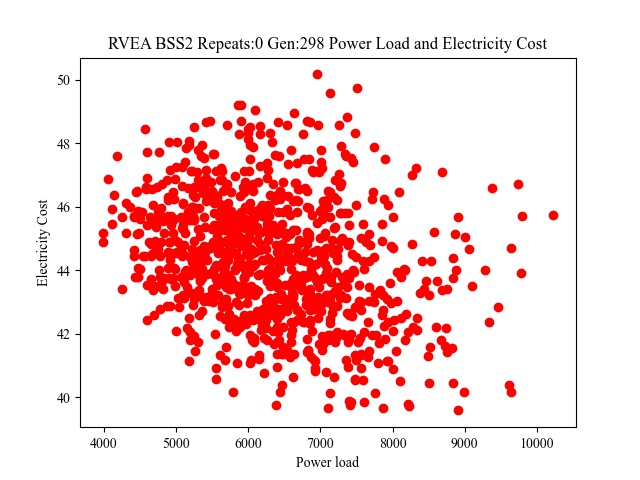 RVEA BSS2 Repeats:0 Gen:298 Power Load and Electricity Cost
50
48
46
44
42
40
Electricity Cost
4000 5000 6000 7000 8000 9000 10000
Power load